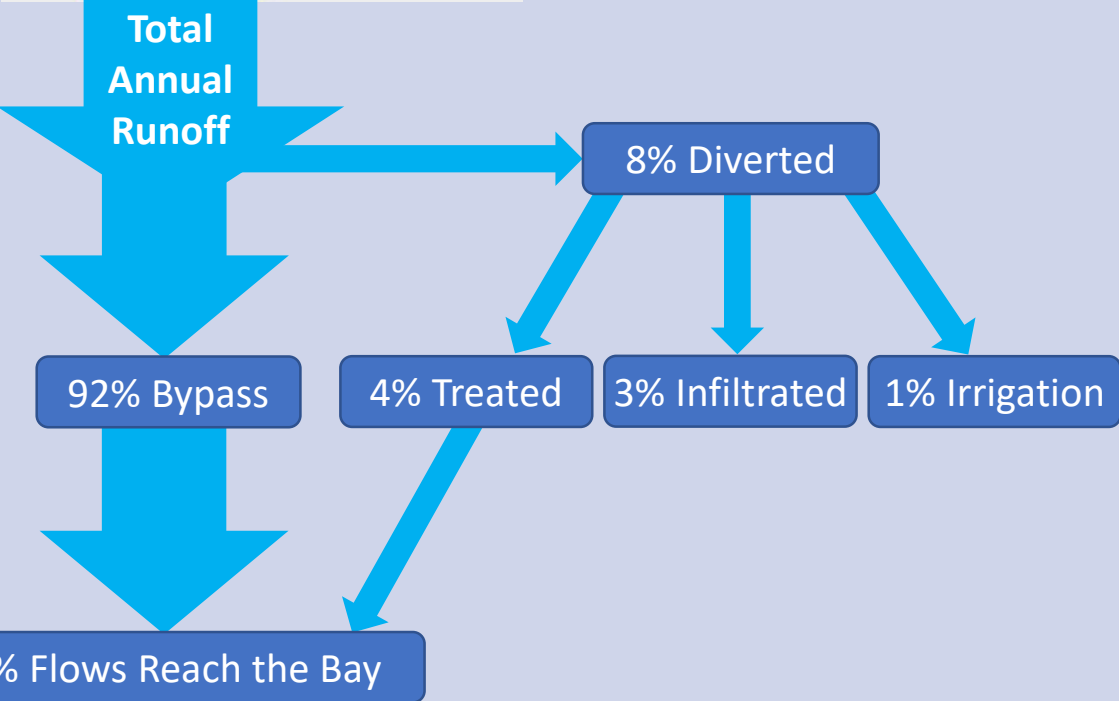 Total
Annual
Runoff
8% Diverted
92% Bypass
4% Treated
3% Infiltrated
1% Irrigation
% Flows Reach the Bay